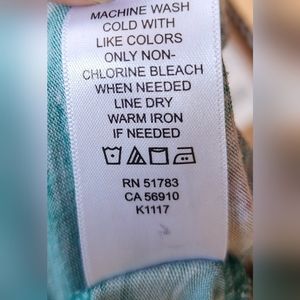 MACHINE WASH
COLD WITH
LIKE COLORS
ONLY NON-
CHLORINE BLEACH
WHEN NEEDED
LINE DRY
WARM IRON
IF NEEDED
RN 51783
CA 56910
K1117